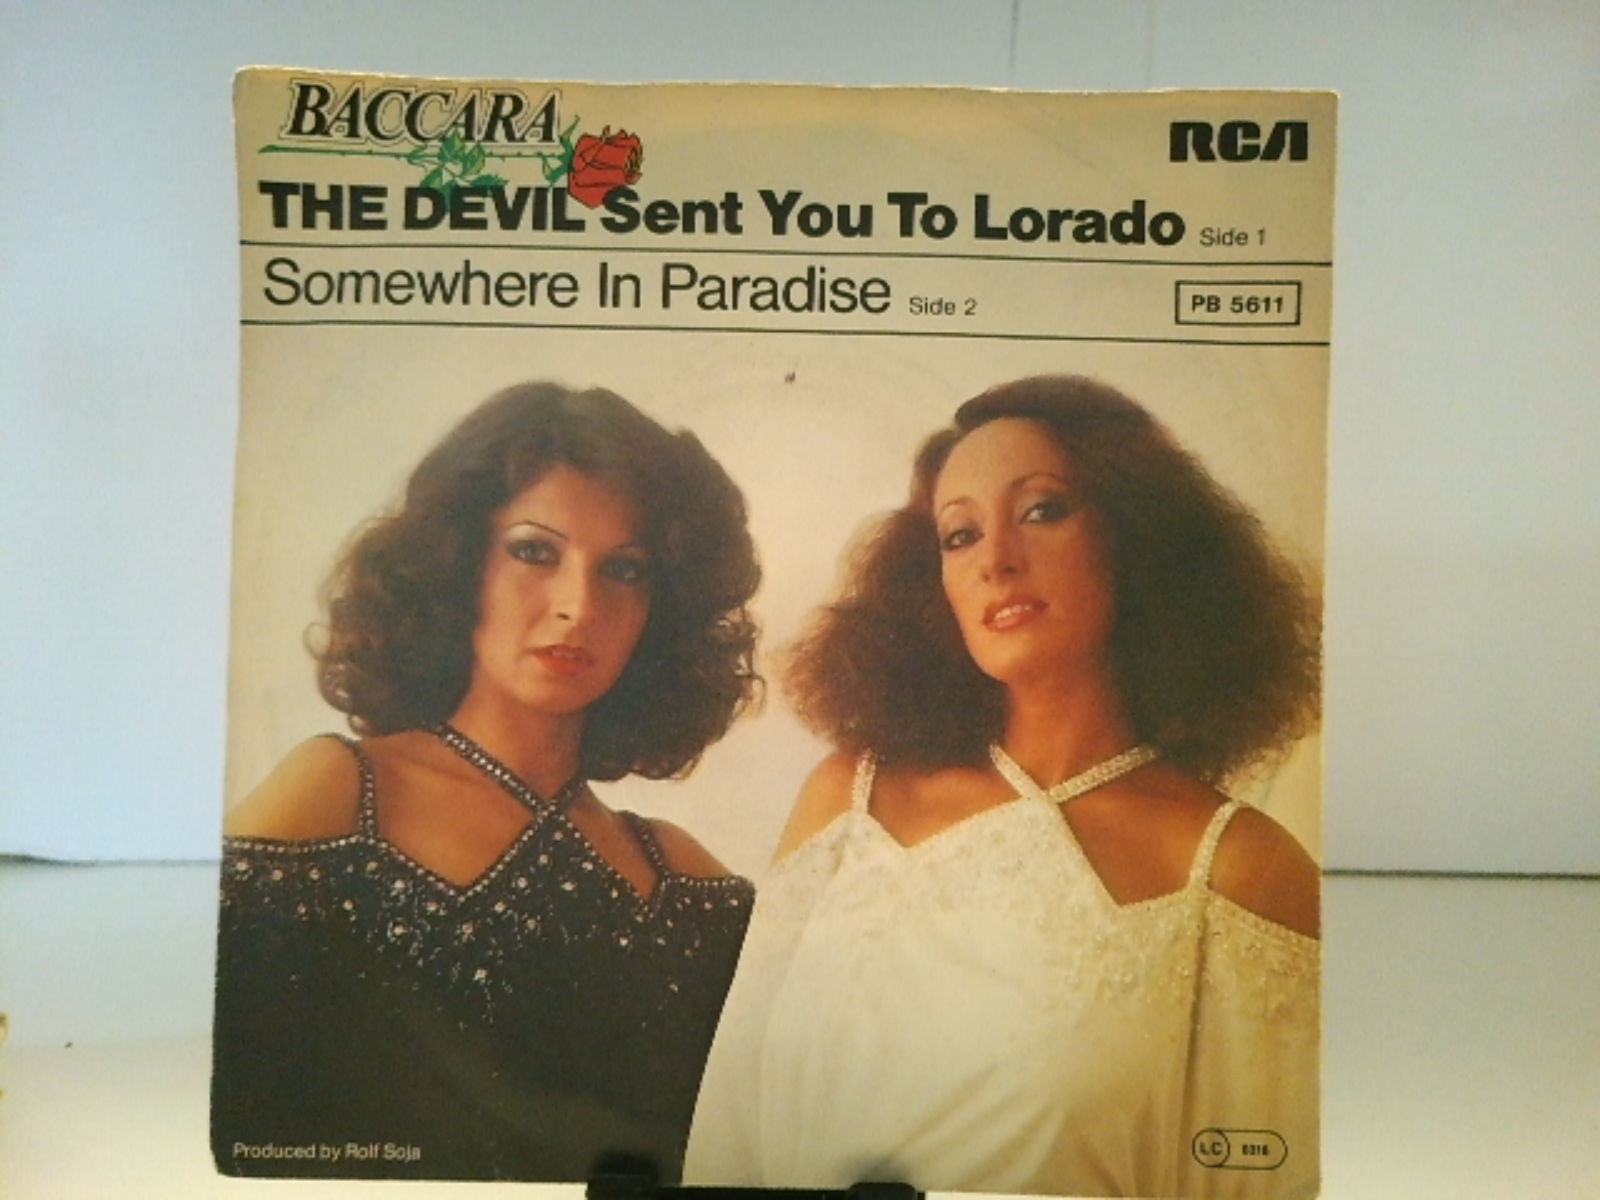 BACCARA
RCA
THE DEVIL Sent You To Lorado Side 1
Somewhere In Paradise Side 2
PB 5611
Produced by Rolf Soja
LC 0316